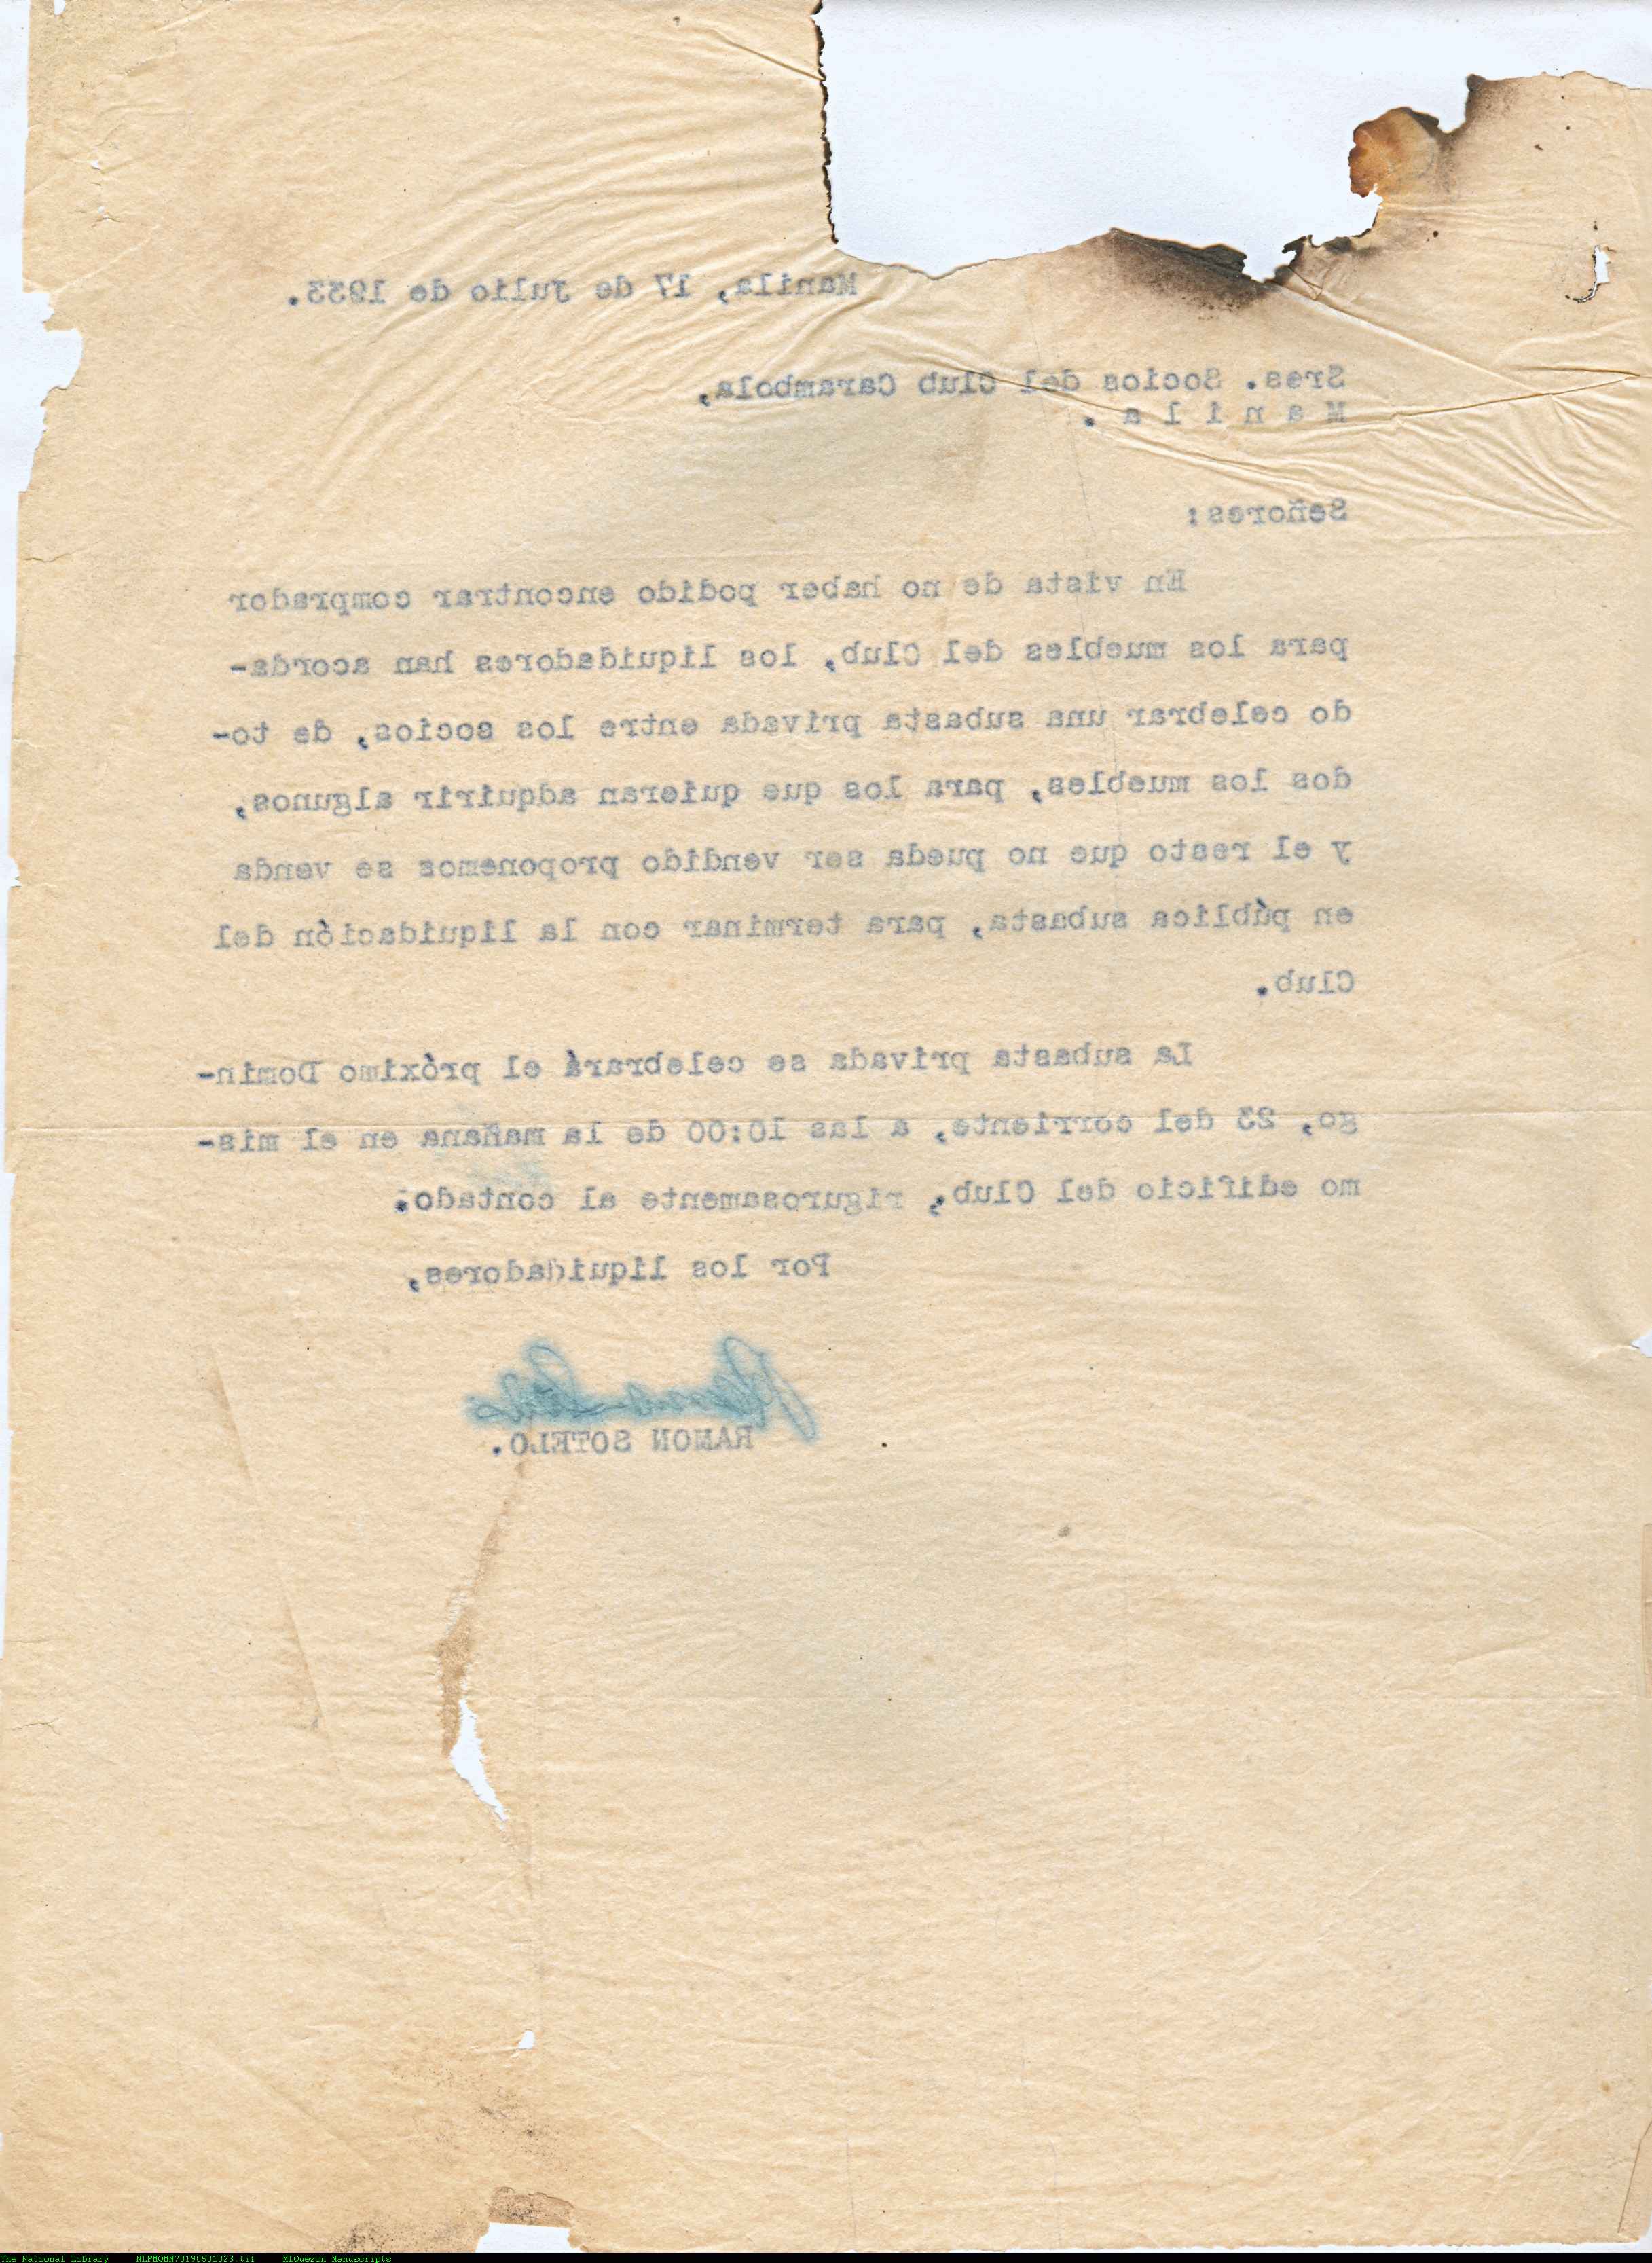 Manila, 17 de Julio de 1933.
Sres. Socios del Club Carambola,
M a n i l a .
Señores:
En vista de no haber podido encontrar comprador
para los muebles del Club, los liquidadores han acorda-
do celebrar una subasta privada entre los socios, de to-
dos los muebles, para los que quieran adquirir algunos,
y el resto que no pueda ser vendido proponemos se venda
en pública subasta, para terminar con la liquidación del
Club.
La subasta privada se celebrará el próximo Domin-
go, 23 del corriente, a las 10:00 de la mañana en el mis-
mo edificio del Club, rigurosamente al contado.
Por los liquidadores,
Ramon Sotelo
RAMON SOTELO.
The National Library NLPMQMN70190501023 tif MLQuezon Manuscripts